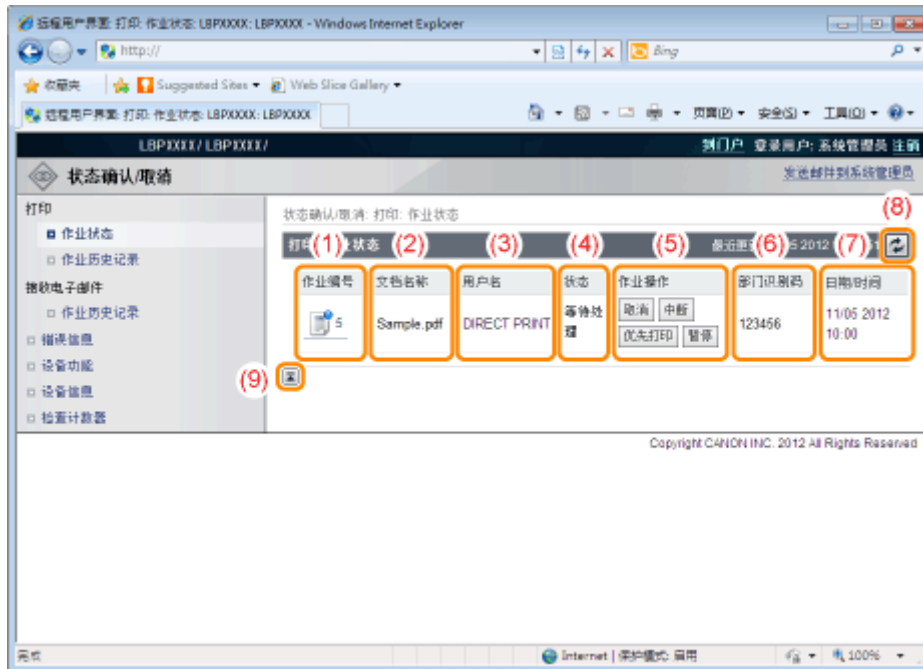 远程用户界面: 打印: 作业状态: LBPXXXX: LBPXXXX - Windows Internet Explorer
http://
Bing
收藏夹 Suggested Sites Web Slice Gallery
远程用户界面: 打印: 作业状态: LBPXXXX: LBPXXXX
页面(P) 安全(S) 工具(O)
LBPXXXX/ LBPXXXX/
到门户 登录用户: 系统管理员 注销
状态确认/取消
发送邮件到系统管理员
(8)
打印
作业状态
作业历史记录
接收电子邮件
作业历史记录
错误信息
设备功能
设备信息
检查计数器
状态确认/取消: 打印: 作业状态
(1) (2) (3) (4) (5) (6) (7)
作业编号 文档名称 用户名 状态 作业操作 部门识别码 日期/时间
5 Sample.pdf DIRECT PRINT 等待处理 取消 中断 优先打印 暂停 123456 11/05 2012 10:00
(9)
Copyright CANON INC. 2012 All Rights Reserved
完成
Internet | 保护模式: 启用
100%